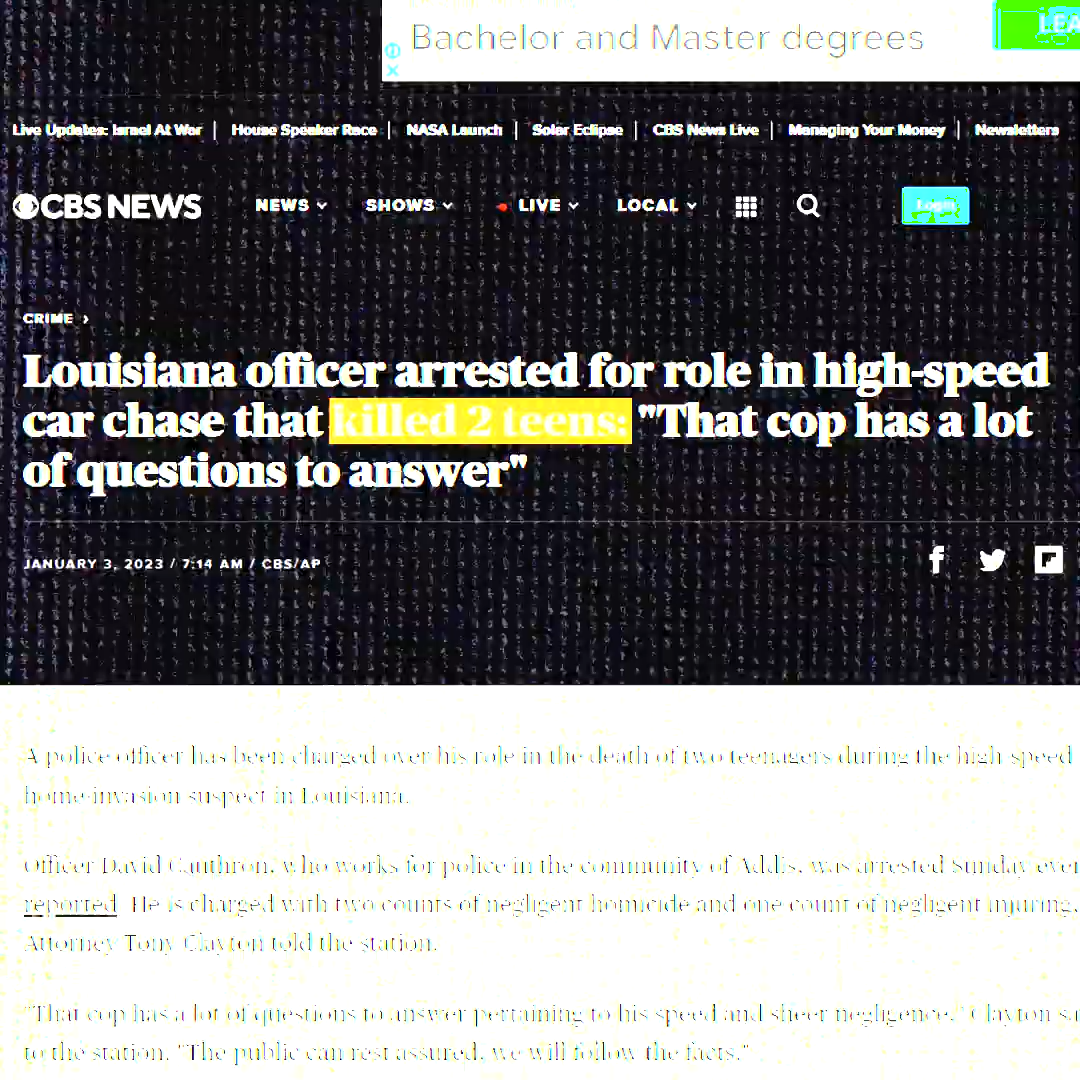 Bachelor and Master degrees
LEA
Live Updates: Israel At War | House Speaker Race | NASA Launch | Solar Eclipse | CBS News Live | Managing Your Money | Newsletters
CBS NEWS NEWS SHOWS LIVE LOCAL Login
CRIME ›
Louisiana officer arrested for role in high-speed
car chase that killed 2 teens: "That cop has a lot
of questions to answer"
JANUARY 3, 2023 / 7:14 AM / CBS/AP
A police officer has been charged over his role in the death of two teenagers during the high-speed
home-invasion suspect in Louisiana.
Officer David Cauthron, who works for police in the community of Addis, was arrested Sunday ever
reported. He is charged with two counts of negligent homicide and one count of negligent injuring,
Attorney Tony Clayton told the station.
"That cop has a lot of questions to answer pertaining to his speed and sheer negligence," Clayton sa
to the station. "The public can rest assured, we will follow the facts."